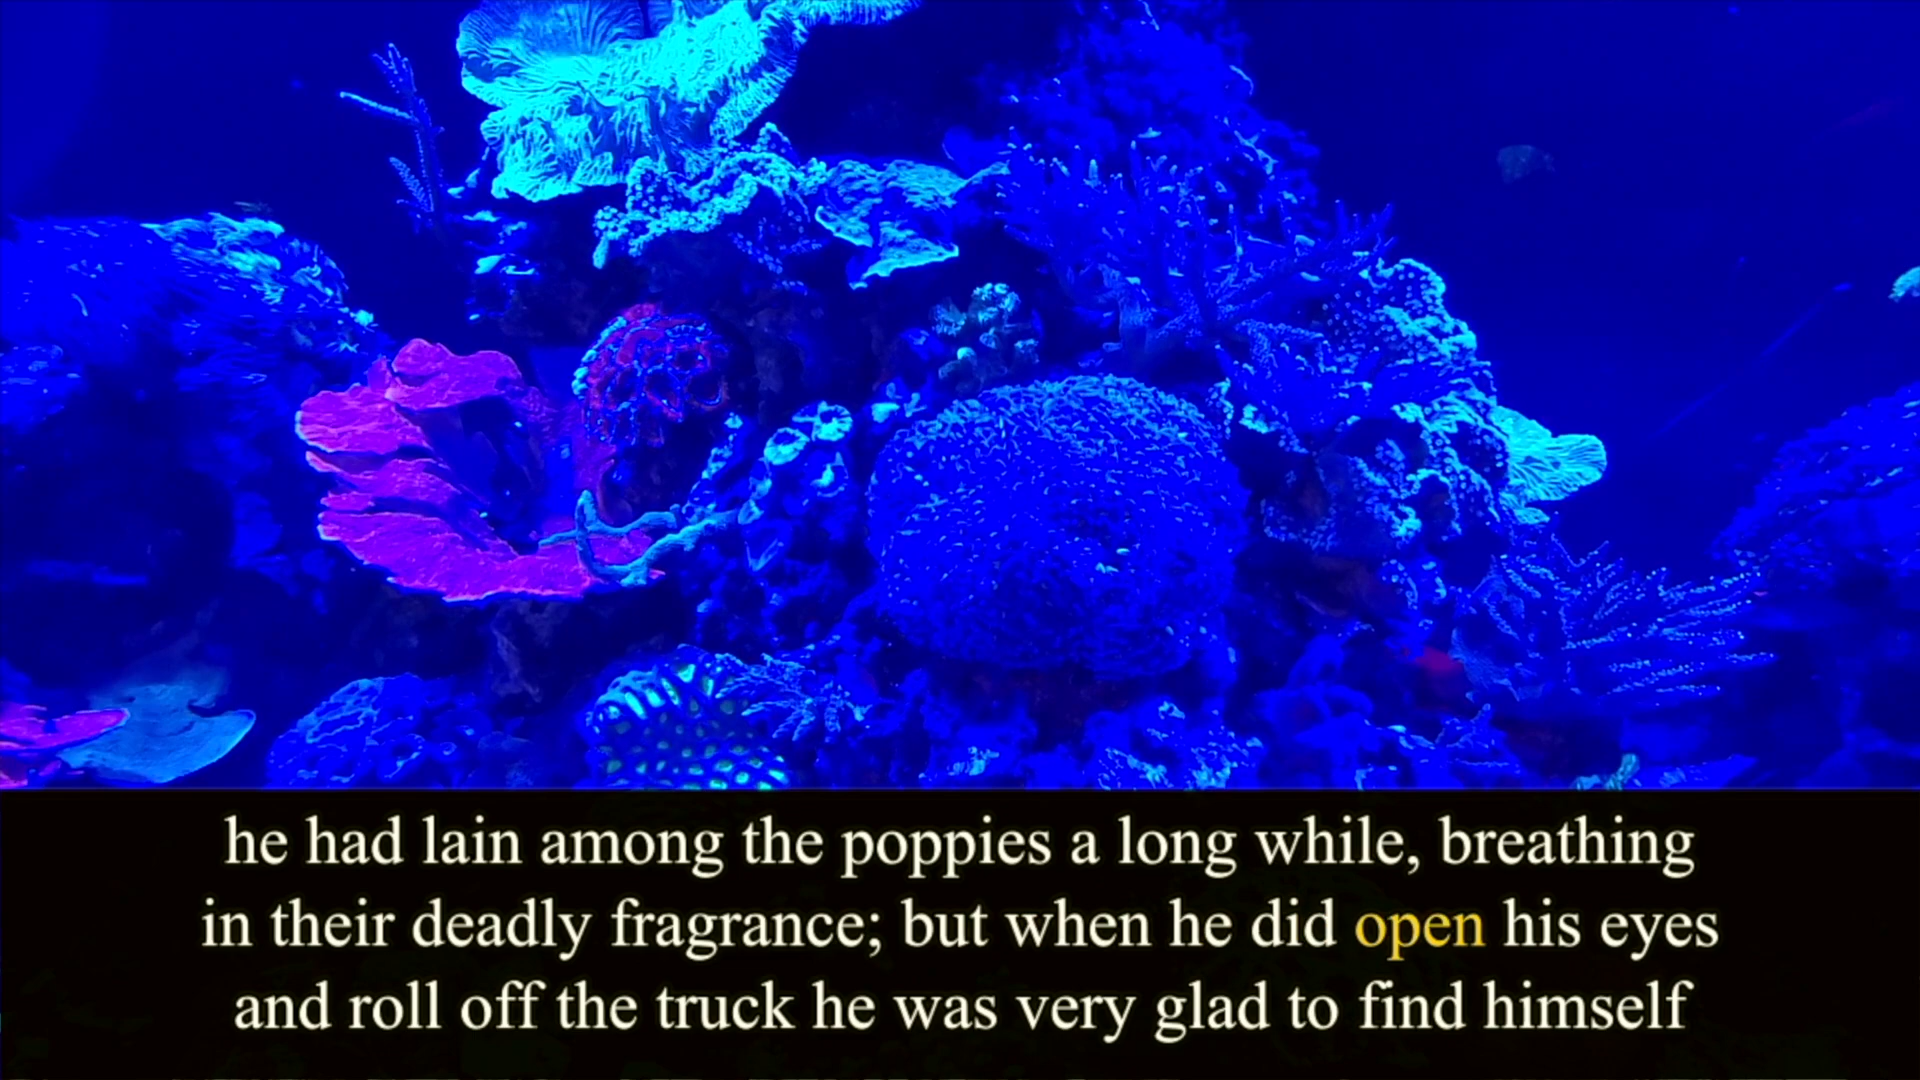 he had lain among the poppies a long while, breathing
in their deadly fragrance; but when he did open his eyes
and roll off the truck he was very glad to find himself